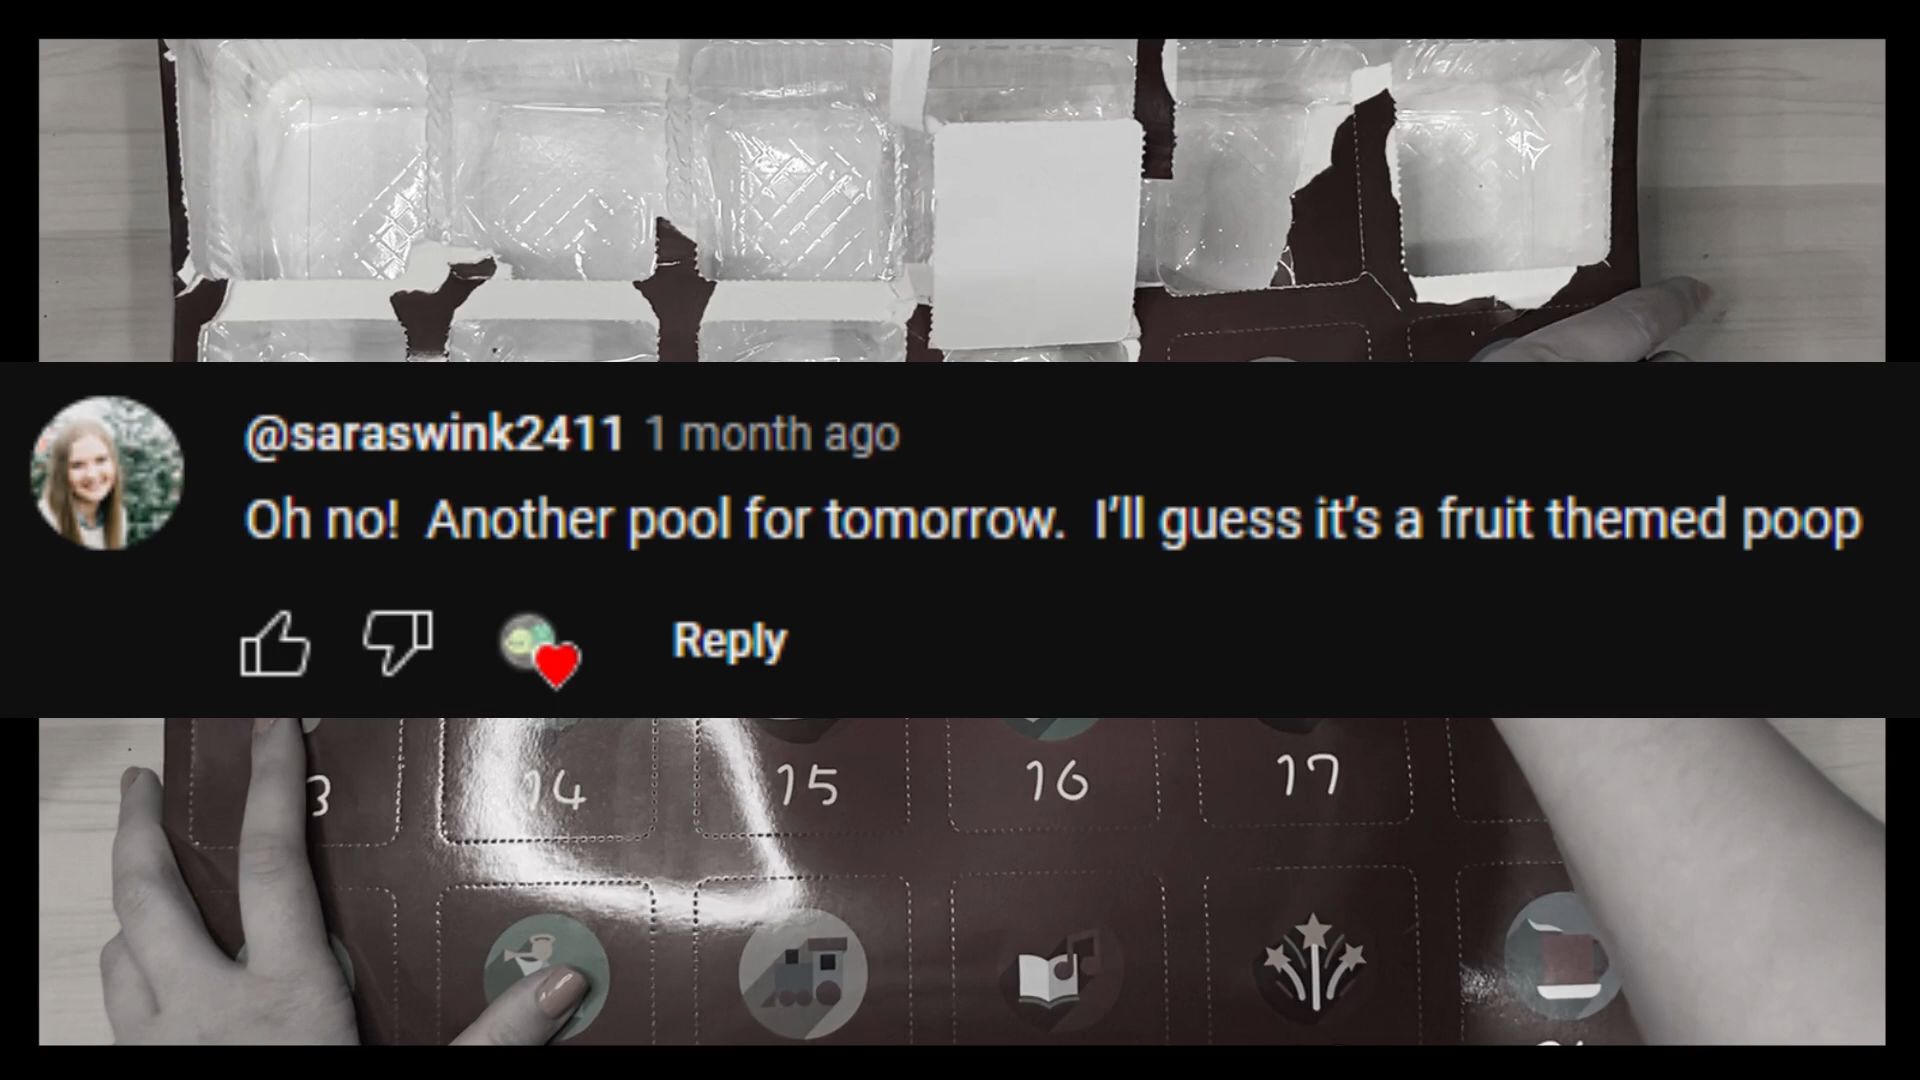 @saraswink2411 1 month ago
Oh no!  Another pool for tomorrow.  I'll guess it's a fruit themed poop
Reply
3 14 15 16 17